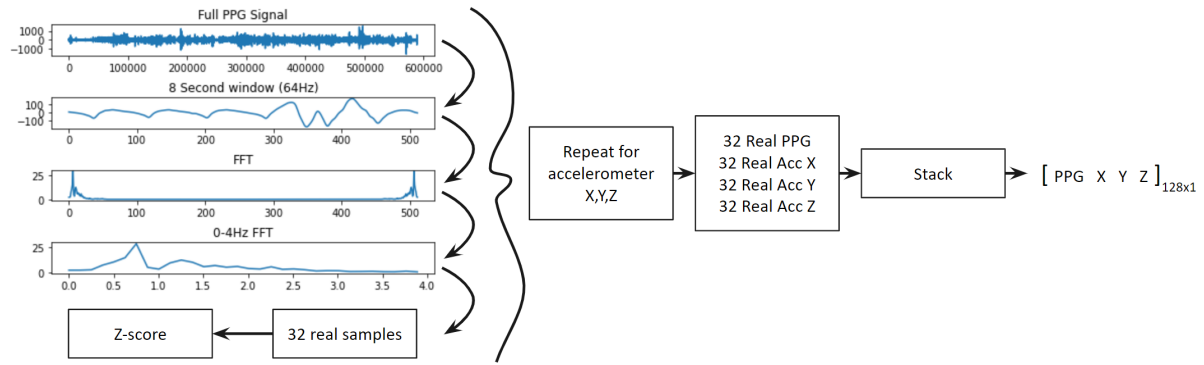 Full PPG Signal
1000
0
−1000
0 100000 200000 300000 400000 500000 600000
8 Second window (64Hz)
100
0
−100
0 100 200 300 400 500
FFT
25
0
0 100 200 300 400 500
0-4Hz FFT
25
0
0.0 0.5 1.0 1.5 2.0 2.5 3.0 3.5 4.0
Z-score
32 real samples
Repeat for
accelerometer
X,Y,Z
32 Real PPG
32 Real Acc X
32 Real Acc Y
32 Real Acc Z
Stack
[ PPG X Y Z ]128x1